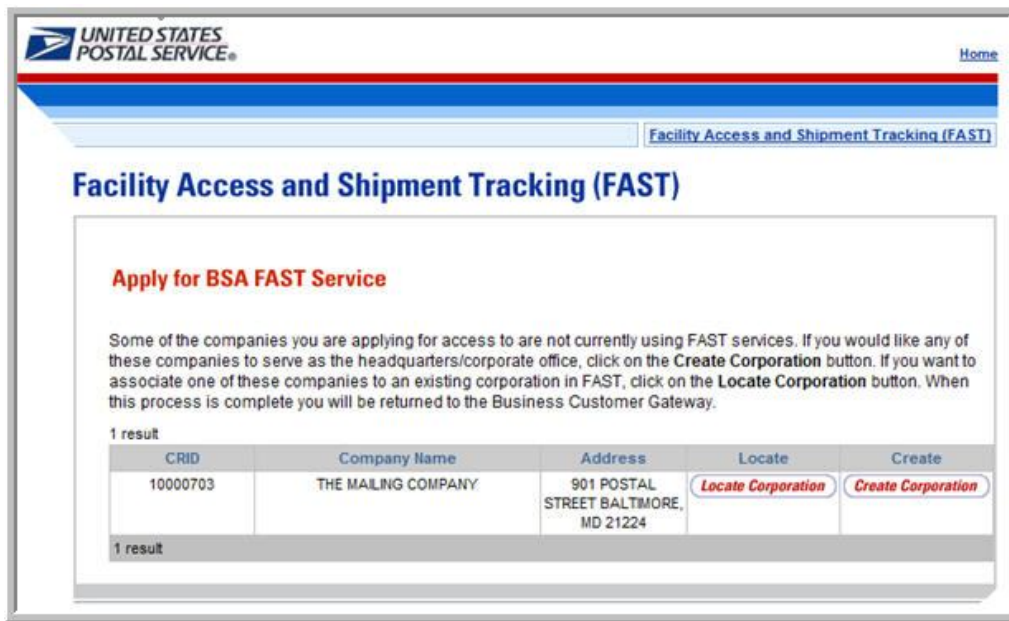 UNITED STATES
POSTAL SERVICE®
Home
Facility Access and Shipment Tracking (FAST)
Facility Access and Shipment Tracking (FAST)
Apply for BSA FAST Service
Some of the companies you are applying for access to are not currently using FAST services. If you would like any of
these companies to serve as the headquarters/corporate office, click on the Create Corporation button. If you want to
associate one of these companies to an existing corporation in FAST, click on the Locate Corporation button. When
this process is complete you will be returned to the Business Customer Gateway.
1 result
CRID Company Name Address Locate Create
10000703 THE MAILING COMPANY 901 POSTAL Locate Corporation Create Corporation
STREET BALTIMORE,
MD 21224
1 result